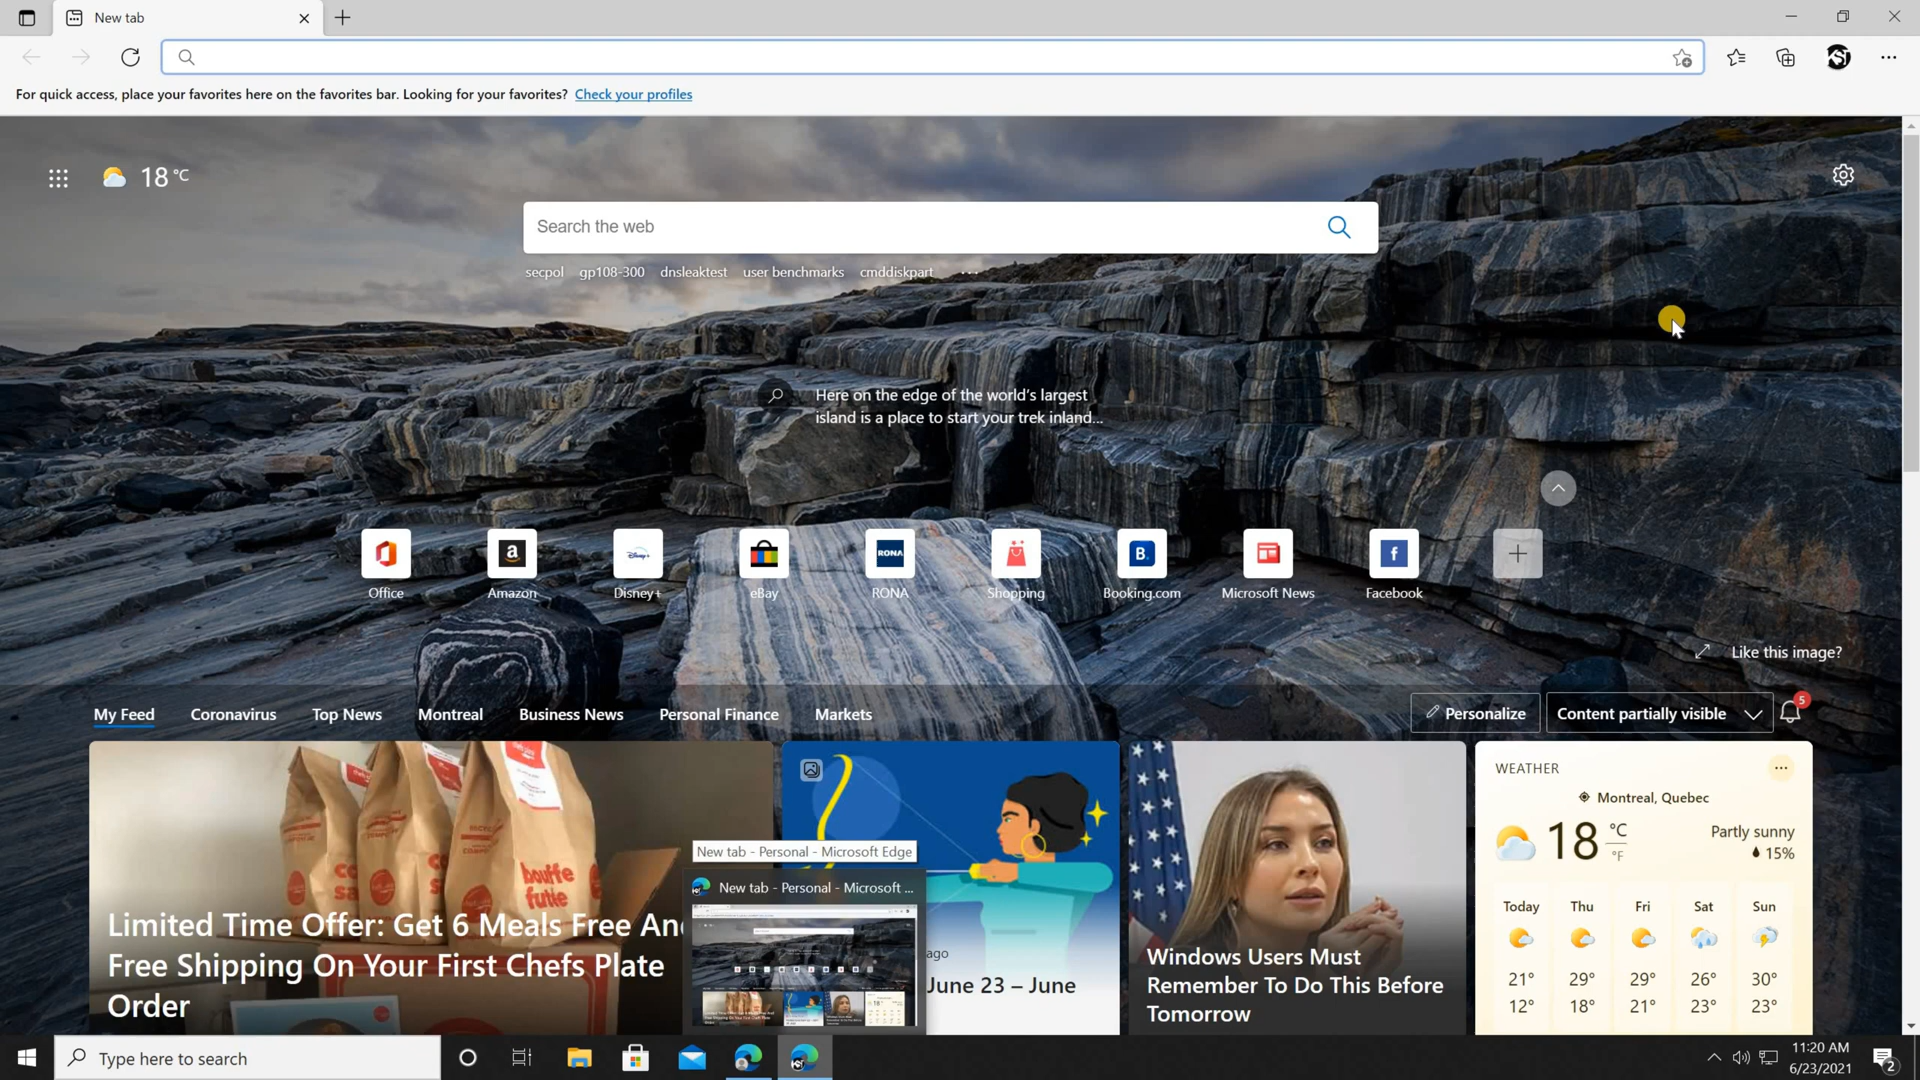 New tab
For quick access, place your favorites here on the favorites bar. Looking for your favorites? Check your profiles
18 °C
Search the web
secpol gp108-300 dnsleaktest user benchmarks cmddiskpart ...
Here on the edge of the world's largest
island is a place to start your trek inland...
Office Amazon Disney+ eBay RONA Shopping Booking.com Microsoft News Facebook
Like this image?
My Feed Coronavirus Top News Montreal Business News Personal Finance Markets
Personalize Content partially visible 5
Limited Time Offer: Get 6 Meals Free An
Free Shipping On Your First Chefs Plate
Order
New tab - Personal - Microsoft Edge
New tab - Personal - Microsoft ...
ago
June 23 – June
Windows Users Must
Remember To Do This Before
Tomorrow
WEATHER
Montreal, Quebec
18 °C
°F
Partly sunny
15%
Today Thu Fri Sat Sun
21° 29° 29° 26° 30°
12° 18° 21° 23° 23°
Type here to search
11:20 AM
6/23/2021
2